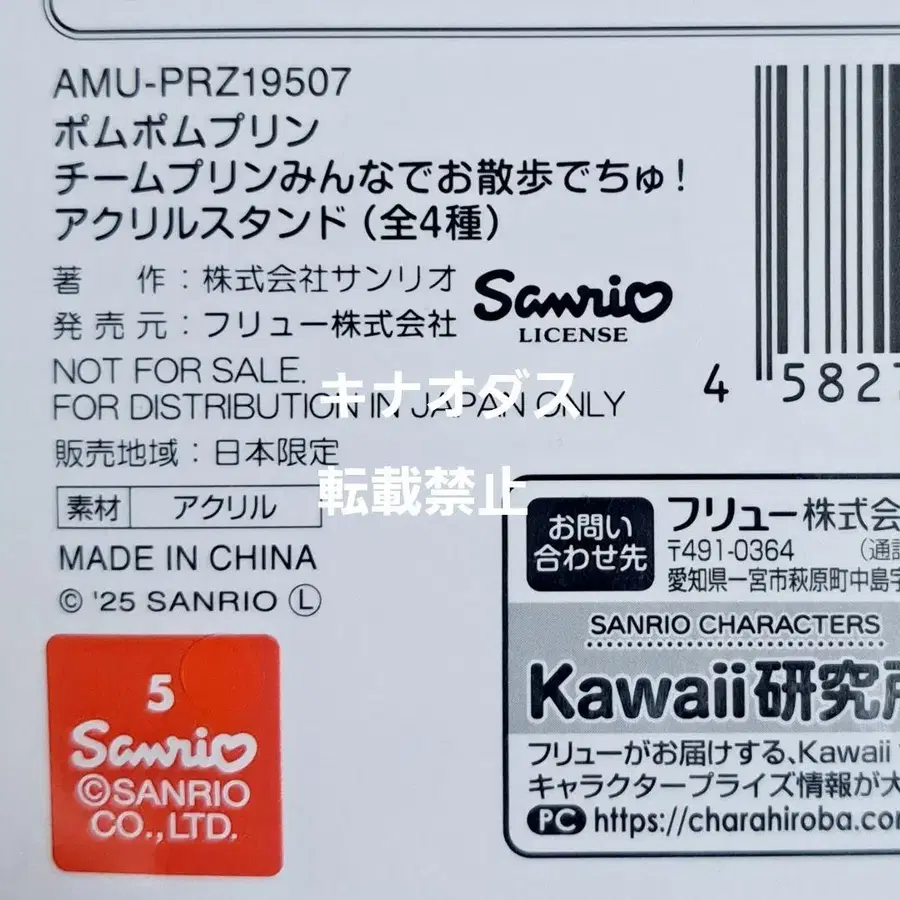 AMU-PRZ19507
ポムポムプリン
チームプリンみんなでお散歩でちゅ!
アクリルスタンド(全4種)
著 作:株式会社サンリオ
発売元:フリュー株式会社
Sanrio
LICENSE
NOT FOR SALE.
FOR DISTRIBUTION IN JAPAN ONLY
キナオダス
販売地域:日本限定
転載禁止
素材 アクリル
MADE IN CHINA
© '25 SANRIO Ⓛ
4 5827
5
Sanrio
©SANRIO
CO.,LTD.
お問い
合わせ先
フリュー株式会
〒491-0364 (通話
愛知県一宮市萩原町中島字
SANRIO CHARACTERS
Kawaii研究所
フリューがお届けする、Kawaii
キャラクタープライズ情報が大
PC https://charahiroba.co